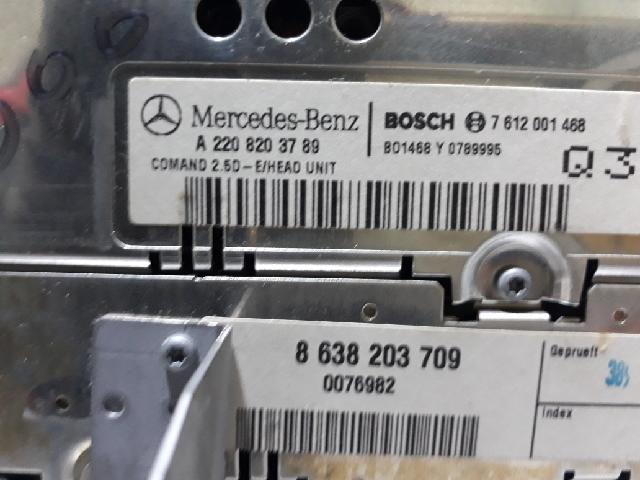 Mercedes-Benz
A 220 820 37 89
COMAND 2.5D-E/HEAD UNIT
BOSCH 7 612 001 468
BO1468 Y 0789995
Q3
8 638 203 709
0076982
Geprueft
385
Index